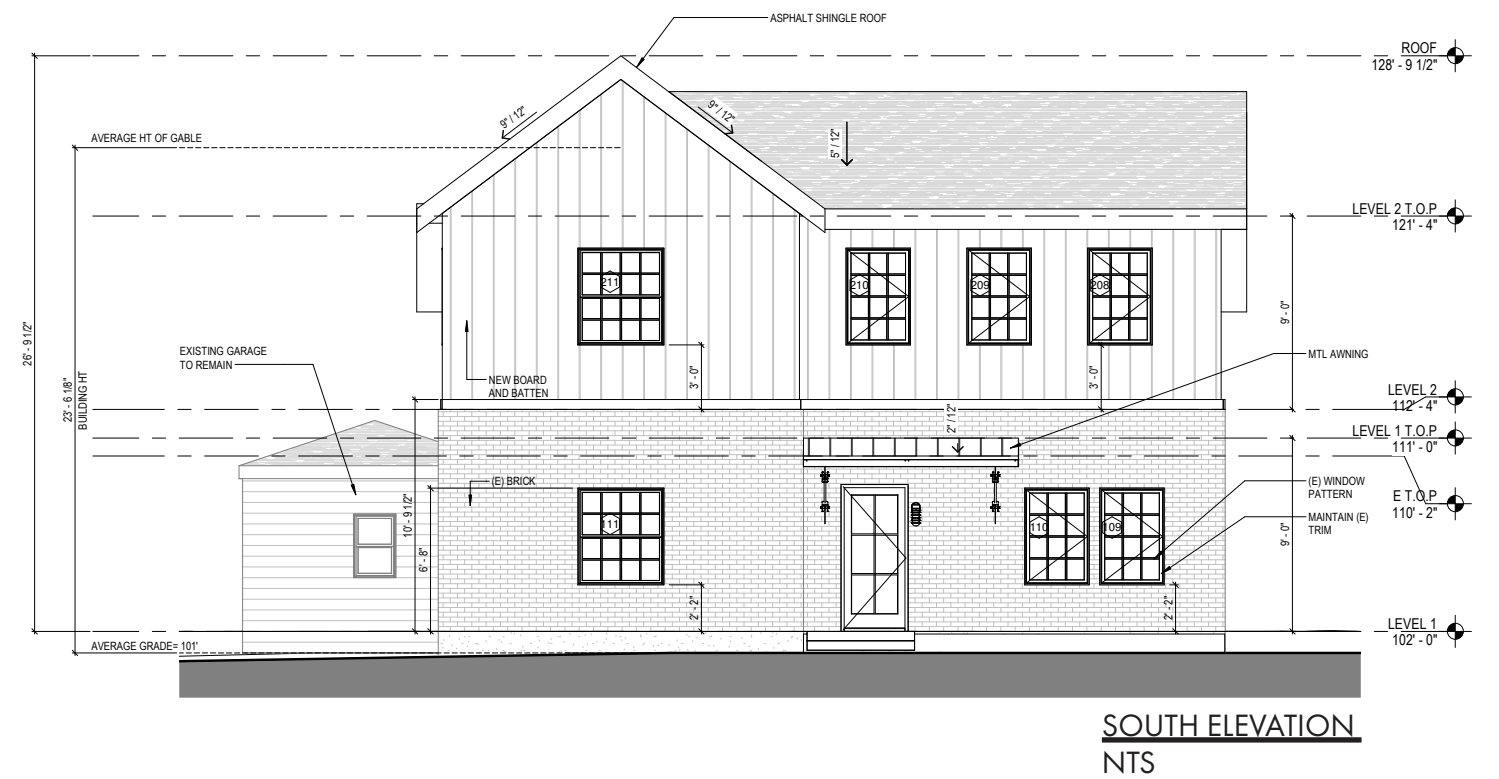 ASPHALT SHINGLE ROOF
ROOF
128' - 9 1/2"
9" / 12"
9" / 12"
5" / 12"
AVERAGE HT OF GABLE
LEVEL 2 T.O.P
121' - 4"
211
210
209
208
26' - 9 1/2"
23' - 6 1/8"
BUILDING HT
9' - 0"
EXISTING GARAGE
TO REMAIN
MTL AWNING
NEW BOARD
AND BATTEN
3' - 0"
3' - 0"
LEVEL 2
112' - 4"
2" / 12"
LEVEL 1 T.O.P
111' - 0"
(E) BRICK
(E) WINDOW
PATTERN
E T.O.P
110' - 2"
MAINTAIN (E)
TRIM
10' - 9 1/2"
6' - 8"
111
110
109
9' - 0"
2' - 2"
2' - 2"
AVERAGE GRADE= 101'
LEVEL 1
102' - 0"
SOUTH ELEVATION
NTS